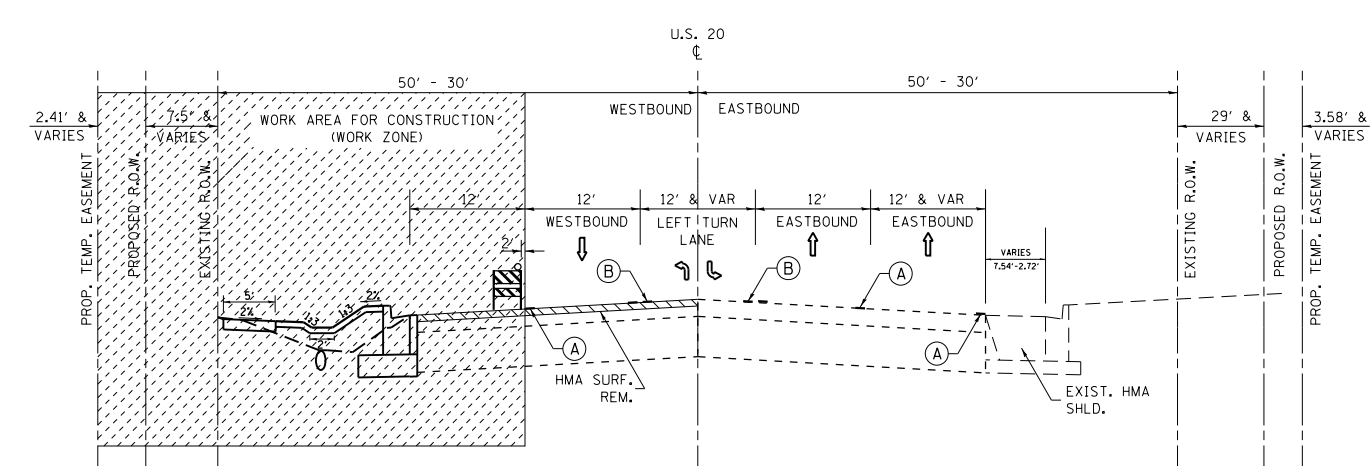 U.S. 20
℄
50' - 30'
50' - 30'
WESTBOUND
EASTBOUND
2.41' &
VARIES
7.5' &
VARIES
WORK AREA FOR CONSTRUCTION
(WORK ZONE)
29' &
VARIES
3.58' &
VARIES
PROP. TEMP. EASEMENT
PROPOSED R.O.W.
EXISTING R.O.W.
EXISTING R.O.W.
PROPOSED R.O.W.
PROP. TEMP. EASEMENT
12'
12'
12' & VAR
12'
12' & VAR
WESTBOUND
LEFT TURN
LANE
EASTBOUND
EASTBOUND
2'
VARIES
7.54'-2.72'
B
B
A
5'
2%
1:3
1:3
2%
2'
A
A
HMA SURF.
REM.
EXIST. HMA
SHLD.